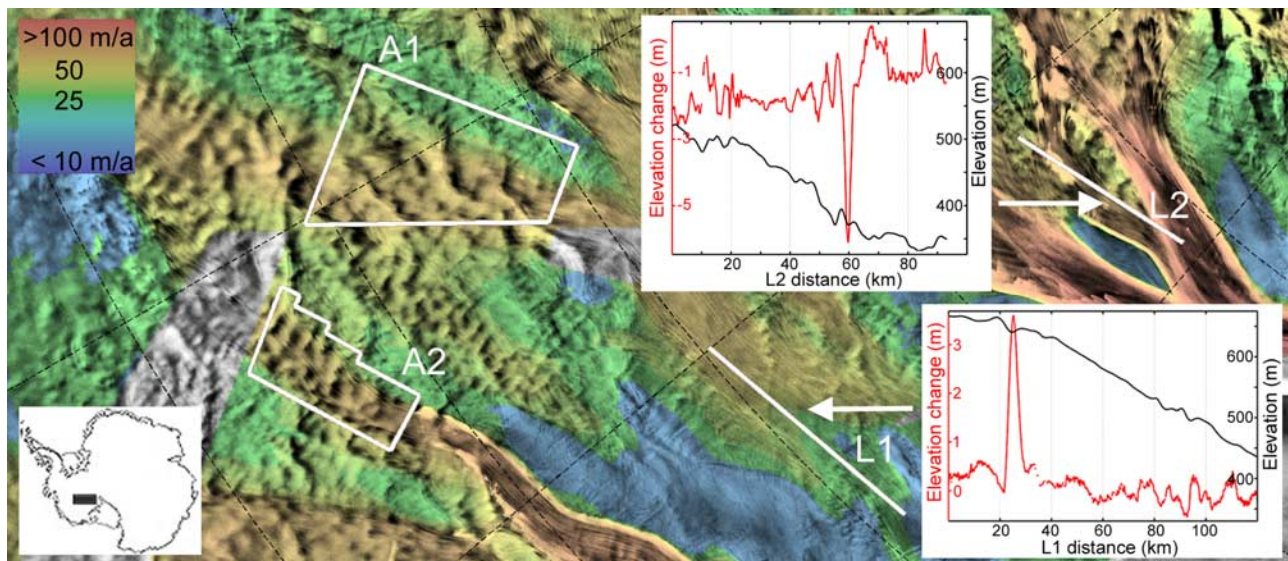 >100 m/a
50
25
< 10 m/a
A1
A2
L1
L2
Elevation change (m)
-1
-3
-5
600
500
400
Elevation (m)
20 40 60 80
L2 distance (km)
Elevation change (m)
3
2
1
0
600
500
400
Elevation (m)
20 40 60 80 100
L1 distance (km)